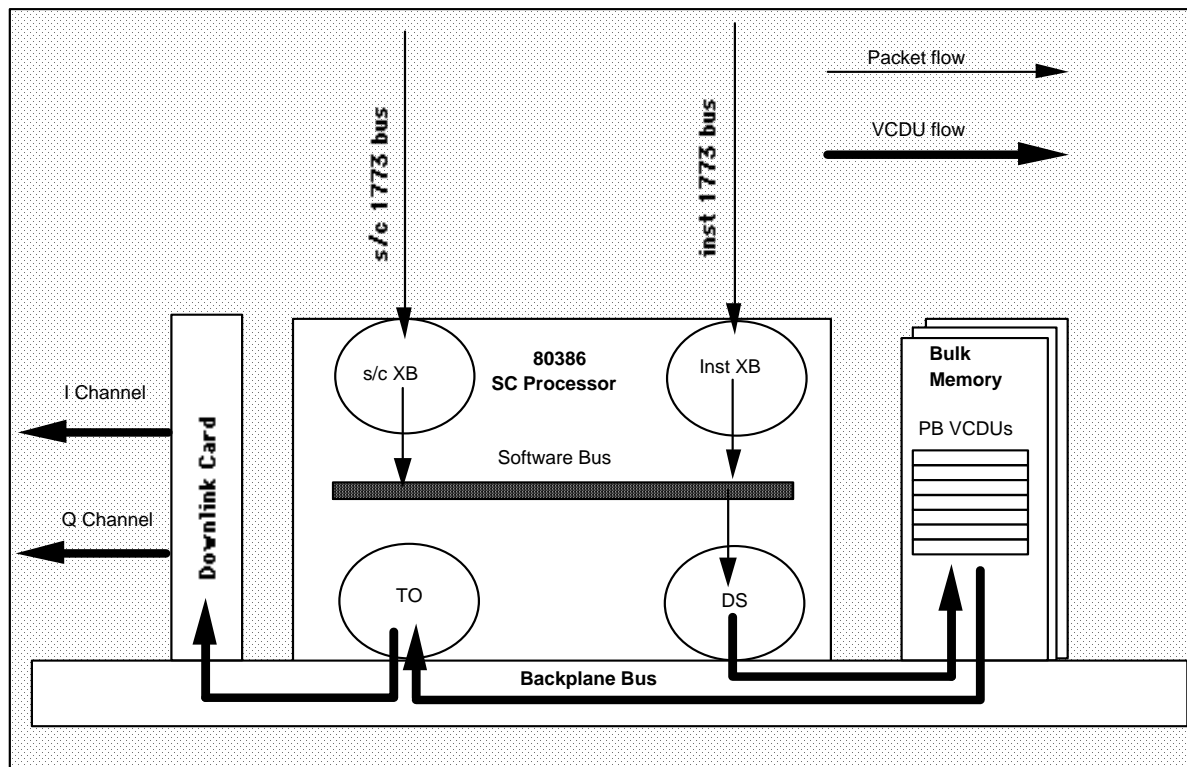 Packet flow
VCDU flow
s/c 1773 bus
inst 1773 bus
s/c XB
80386
SC Processor
Inst XB
Bulk
Memory
I Channel
PB VCDUs
Software Bus
Q Channel
Downlink Card
TO
DS
Backplane Bus